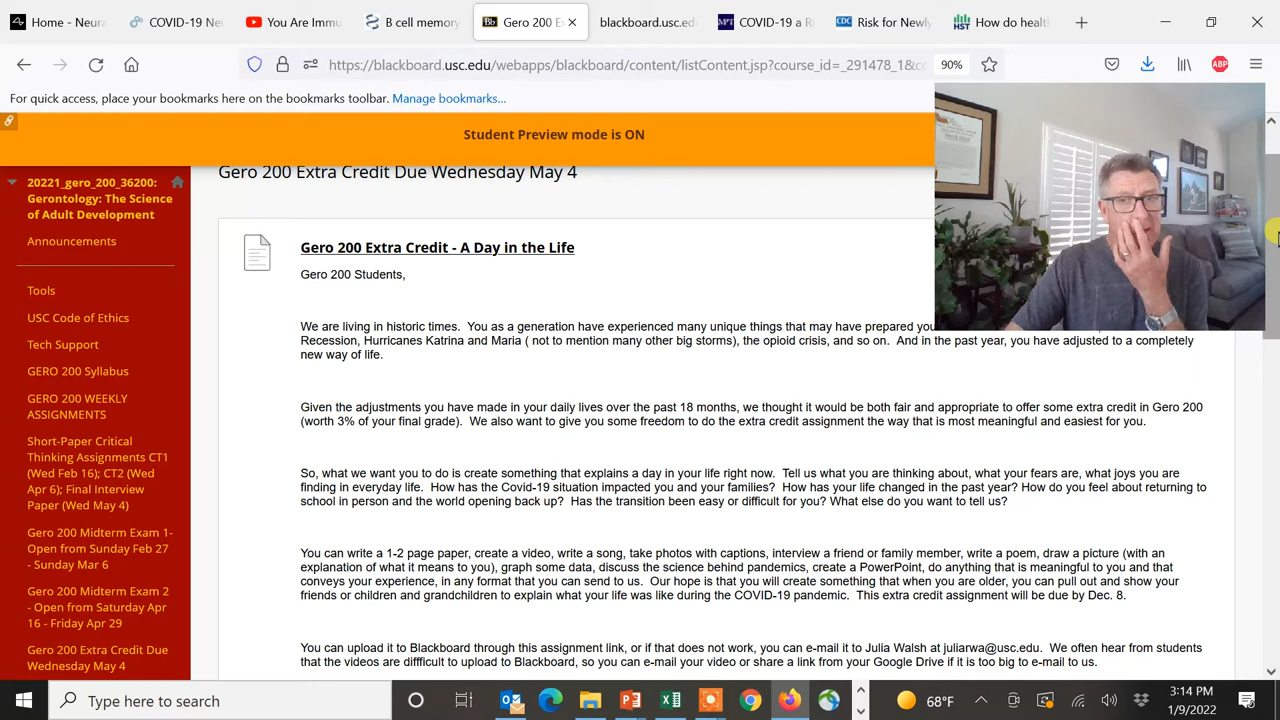 Home - Neura
COVID-19 Ne
You Are Immu
B cell memory
Gero 200 E
blackboard.usc.ed
COVID-19 a R
Risk for Newly
How do healt
https://blackboard.usc.edu/webapps/blackboard/content/listContent.jsp?course_id=_291478_1&c
90%
ABP
For quick access, place your bookmarks here on the bookmarks toolbar. Manage bookmarks...
Student Preview mode is ON
20221_gero_200_36200:
Gerontology: The Science
of Adult Development
Announcements
Tools
USC Code of Ethics
Tech Support
GERO 200 Syllabus
GERO 200 WEEKLY
ASSIGNMENTS
Short-Paper Critical
Thinking Assignments CT1
(Wed Feb 16); CT2 (Wed
Apr 6); Final Interview
Paper (Wed May 4)
Gero 200 Midterm Exam 1-
Open from Sunday Feb 27
- Sunday Mar 6
Gero 200 Midterm Exam 2
- Open from Saturday Apr
16 - Friday Apr 29
Gero 200 Extra Credit Due
Wednesday May 4
Gero 200 Extra Credit Due Wednesday May 4
Gero 200 Extra Credit - A Day in the Life
Gero 200 Students,
We are living in historic times. You as a generation have experienced many unique things that may have prepared you
Recession, Hurricanes Katrina and Maria ( not to mention many other big storms), the opioid crisis, and so on. And in the past year, you have adjusted to a completely
new way of life.
Given the adjustments you have made in your daily lives over the past 18 months, we thought it would be both fair and appropriate to offer some extra credit in Gero 200
(worth 3% of your final grade). We also want to give you some freedom to do the extra credit assignment the way that is most meaningful and easiest for you.
So, what we want you to do is create something that explains a day in your life right now. Tell us what you are thinking about, what your fears are, what joys you are
finding in everyday life. How has the Covid-19 situation impacted you and your families? How has your life changed in the past year? How do you feel about returning to
school in person and the world opening back up? Has the transition been easy or difficult for you? What else do you want to tell us?
You can write a 1-2 page paper, create a video, write a song, take photos with captions, interview a friend or family member, write a poem, draw a picture (with an
explanation of what it means to you), graph some data, discuss the science behind pandemics, create a PowerPoint, do anything that is meaningful to you and that
conveys your experience, in any format that you can send to us. Our hope is that you will create something that when you are older, you can pull out and show your
friends or children and grandchildren to explain what your life was like during the COVID-19 pandemic. This extra credit assignment will be due by Dec. 8.
You can upload it to Blackboard through this assignment link, or if that does not work, you can e-mail it to Julia Walsh at juliarwa@usc.edu. We often hear from students
that the videos are diffficult to upload to Blackboard, so you can e-mail your video or share link from your Google Drive if it is too big to e-mail to us.
Type here to search
68°F
3:14 PM
1/9/2022